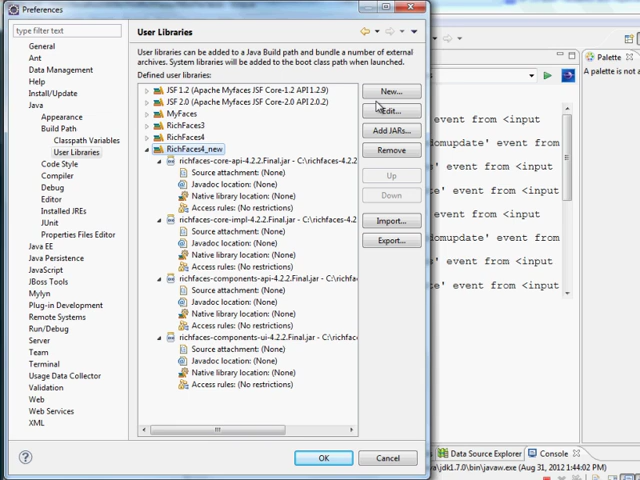 Preferences
type filter text
User Libraries
General
Ant
Data Management
Help
Install/Update
Java
Appearance
Build Path
Classpath Variables
User Libraries
Code Style
Compiler
Debug
Editor
Installed JREs
JUnit
Properties Files Editor
Java EE
Java Persistence
JavaScript
JBoss Tools
Mylyn
Plug-in Development
Remote Systems
Run/Debug
Server
Team
Terminal
Usage Data Collector
Validation
Web
Web Services
XML
User libraries can be added to a Java Build path and bundle a number of external
archives. System libraries will be added to the boot class path when launched.
Defined user libraries:
JSF 1.2 (Apache Myfaces JSF Core-1.2 API 1.2.9)
JSF 2.0 (Apache Myfaces JSF Core-2.0 API 2.0.2)
MyFaces
RichFaces3
RichFaces4
RichFaces4_new
richfaces-core-api-4.2.2.Final.jar - C:\richfaces-4.2
Source attachment: (None)
Javadoc location: (None)
Native library location: (None)
Access rules: (No restrictions)
richfaces-core-impl-4.2.2.Final.jar - C:\richfaces-4.2
Source attachment: (None)
Javadoc location: (None)
Native library location: (None)
Access rules: (No restrictions)
richfaces-components-api-4.2.2.Final.jar - C:\richf
Source attachment: (None)
Javadoc location: (None)
Native library location: (None)
Access rules: (No restrictions)
richfaces-components-ui-4.2.2.Final.jar - C:\richfa
Source attachment: (None)
Javadoc location: (None)
Native library location: (None)
Access rules: (No restrictions)
New...
Edit...
Add JARs...
Remove
Up
Down
Import...
Export...
OK
Cancel
Palette
A palette is not a
event from <input
domupdate' event from
' event from <input
domupdate' event from
s' event from <input
domupdate' event from
e' event from <input
domupdate' event from
' event from <input
Data Source Explorer
Console
a\jdk1.7.0\bin\javaw.exe (Aug 31, 2012 1:44:02 PM)